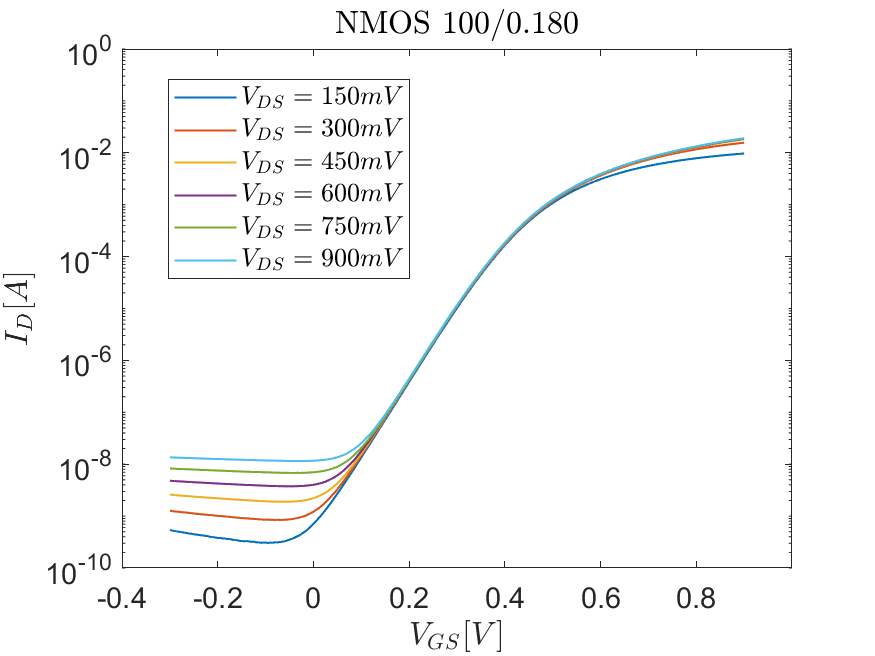 NMOS 100/0.180
10^0
10^-2
10^-4
10^-6
10^-8
10^-10
I_D[A]
V_DS = 150mV
V_DS = 300mV
V_DS = 450mV
V_DS = 600mV
V_DS = 750mV
V_DS = 900mV
-0.4 -0.2 0 0.2 0.4 0.6 0.8
V_GS[V]